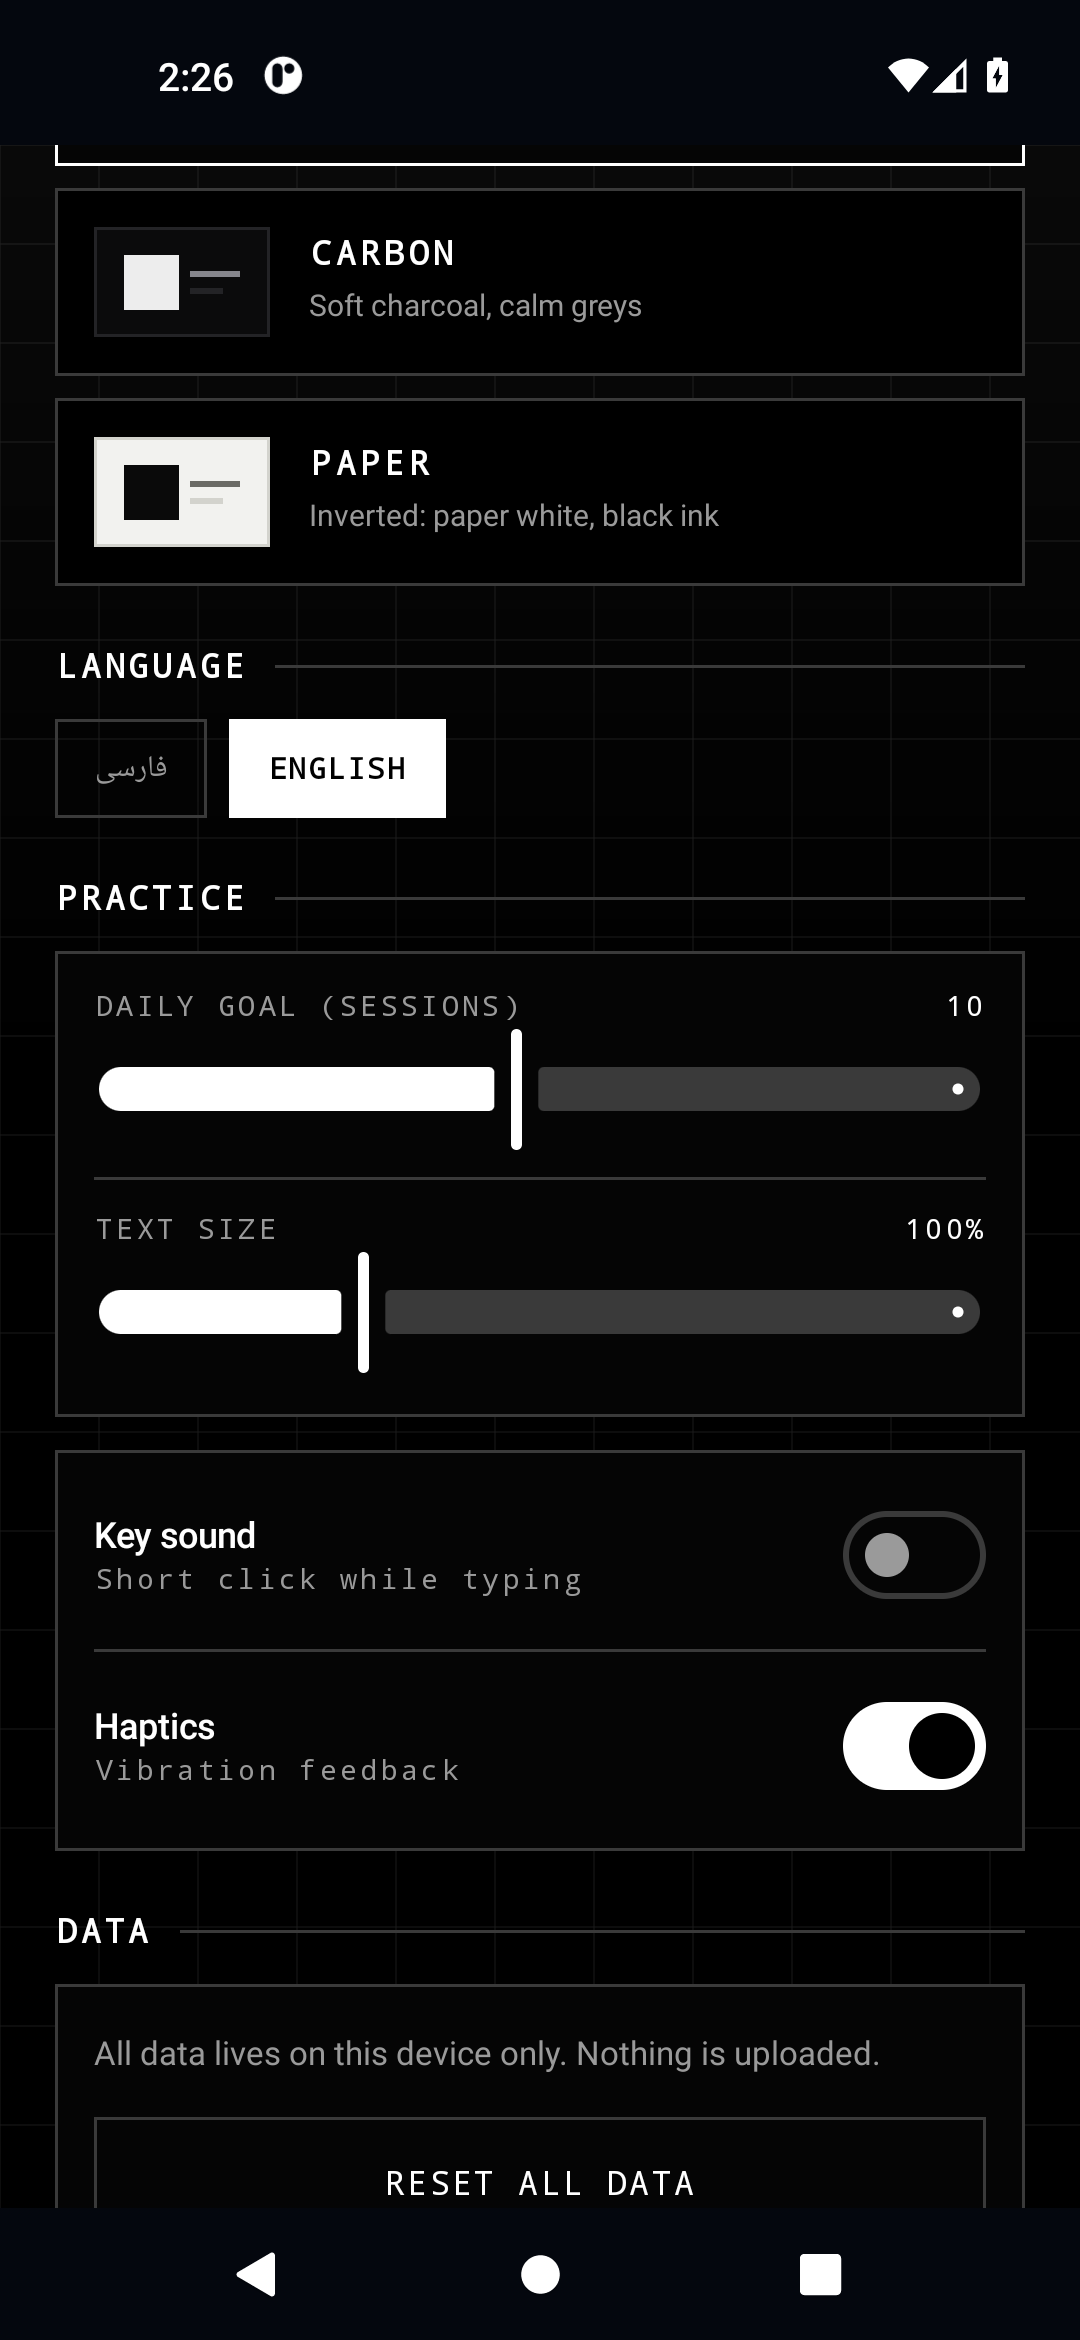 2:26
CARBON
Soft charcoal, calm greys
PAPER
Inverted: paper white, black ink
LANGUAGE
فارسی
ENGLISH
PRACTICE
DAILY GOAL (SESSIONS) 10
TEXT SIZE 100%
Key sound
Short click while typing
Haptics
Vibration feedback
DATA
All data lives on this device only. Nothing is uploaded.
RESET ALL DATA